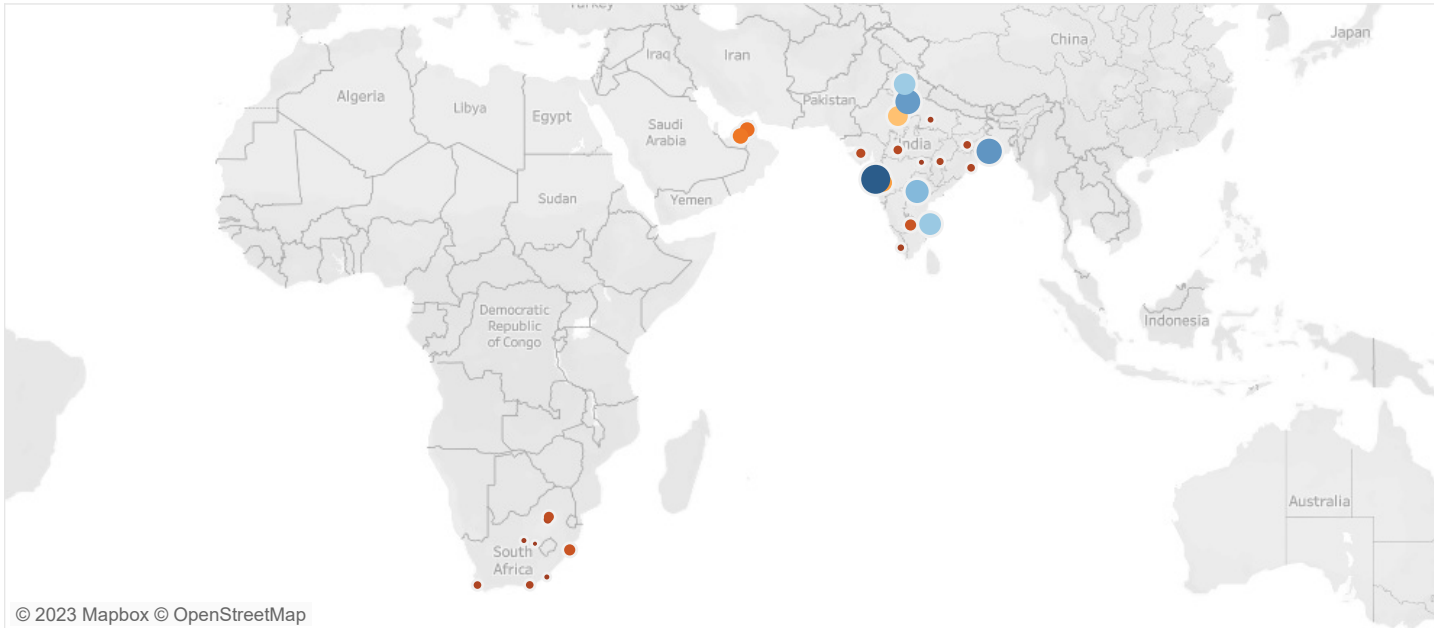 Turkey
Japan
China
Iraq
Iran
Algeria
Libya
Egypt
Pakistan
Saudi
Arabia
India
Sudan
Yemen
Democratic
Republic
of Congo
Indonesia
Australia
South
Africa
© 2023 Mapbox © OpenStreetMap